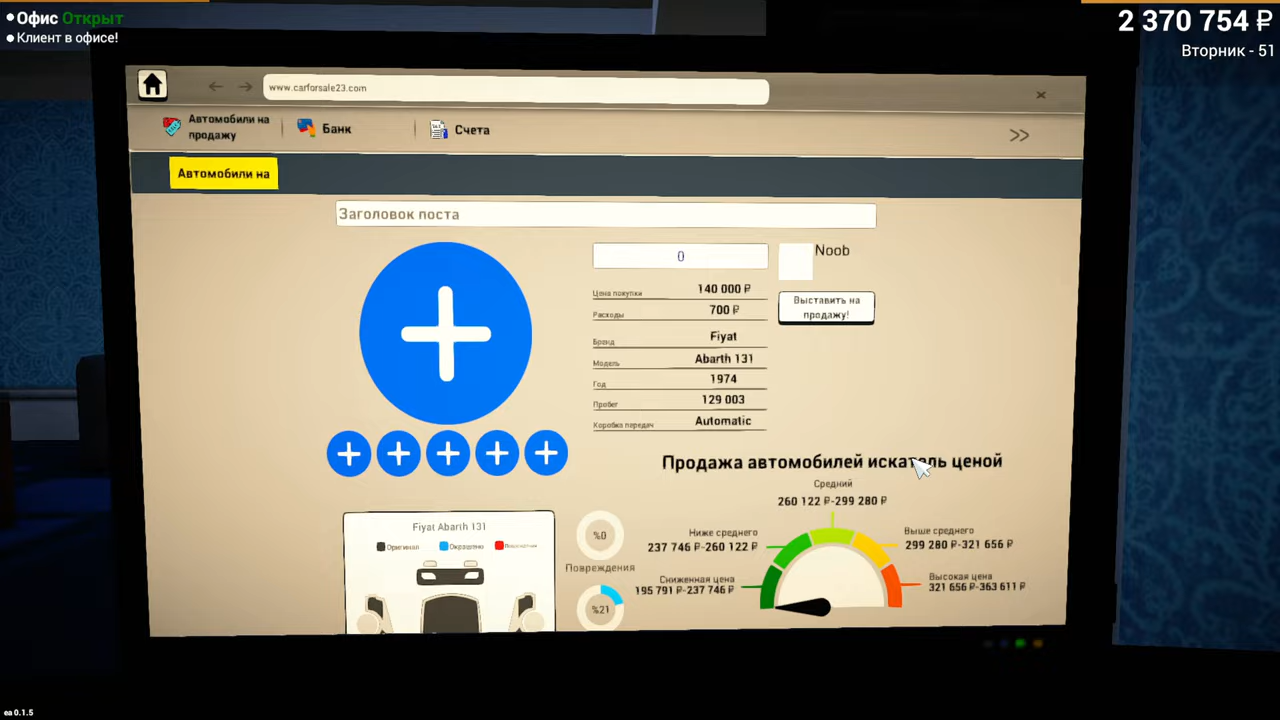 Офис Открыт
Клиент в офисе!
2 370 754 ₽
Вторник - 51
www.carforsale23.com
Автомобили на
продажу
Банк
Счета
Автомобили на
Заголовок поста
0
Noob
Цена покупки 140 000 ₽
Выставить на
продажу!
Расходы 700 ₽
Бренд Fiyat
Модель Abarth 131
Год 1974
Пробег 129 003
Коробка передач Automatic
Продажа автомобилей искатель ценой
Средний
260 122 ₽-299 280 ₽
Ниже среднего
237 746 ₽-260 122 ₽
Выше среднего
299 280 ₽-321 656 ₽
Сниженная цена
195 791 ₽-237 746 ₽
Высокая цена
321 656 ₽-363 611 ₽
Fiyat Abarth 131
Оригинал
Окрашено
%0
Повреждения
%21
ea 0.1.5